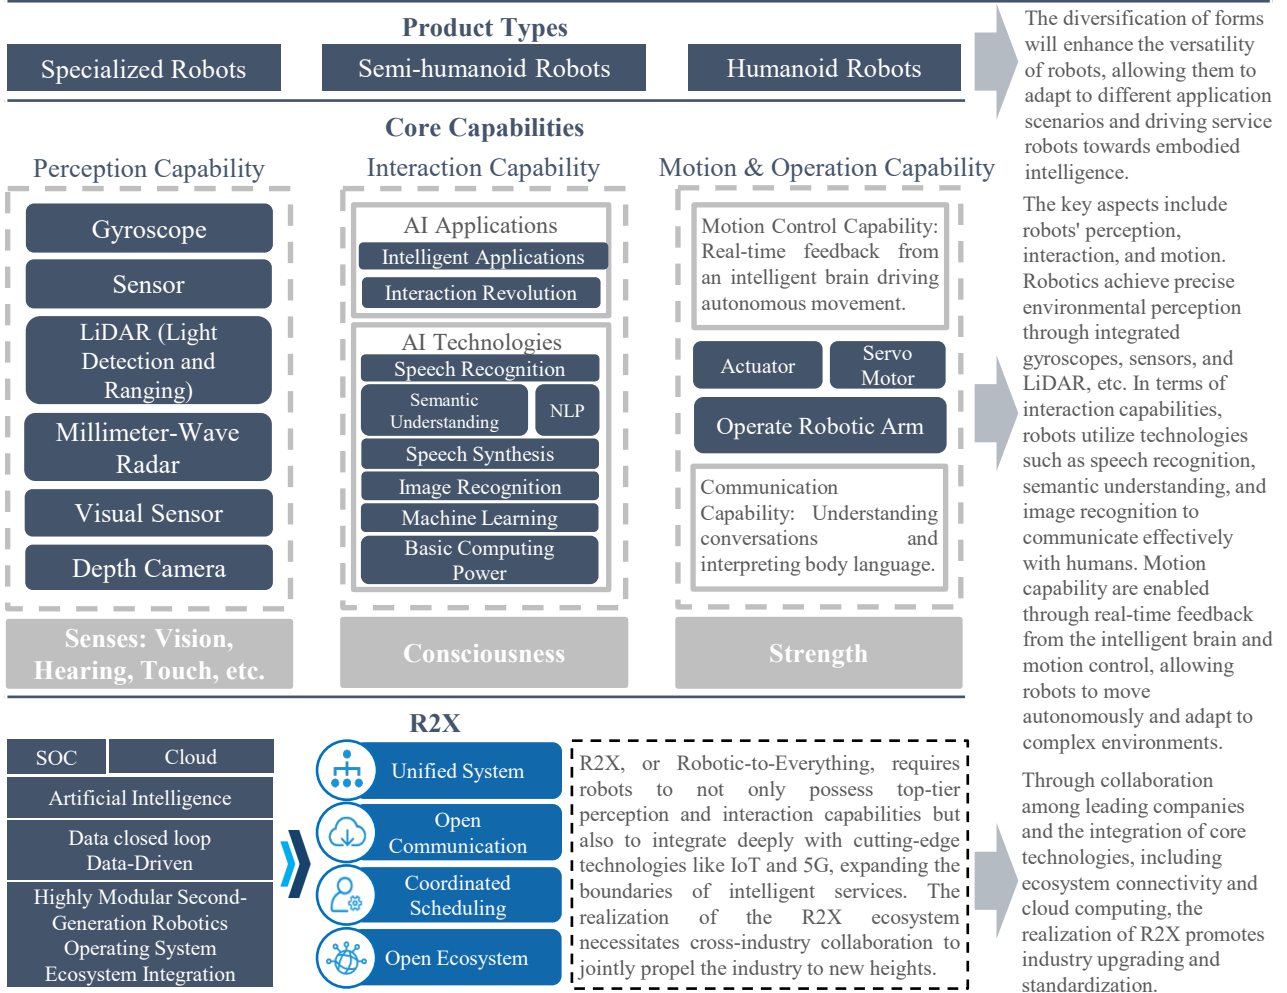 Product Types
Specialized Robots
Semi-humanoid Robots
Humanoid Robots
The diversification of forms
will enhance the versatility
of robots, allowing them to
adapt to different application
scenarios and driving service
robots towards embodied
intelligence.
Core Capabilities
Perception Capability
Gyroscope
Sensor
LiDAR (Light
Detection and
Ranging)
Millimeter-Wave
Radar
Visual Sensor
Depth Camera
Senses: Vision,
Hearing, Touch, etc.
Interaction Capability
AI Applications
Intelligent Applications
Interaction Revolution
AI Technologies
Speech Recognition
Semantic
Understanding
NLP
Speech Synthesis
Image Recognition
Machine Learning
Basic Computing
Power
Consciousness
Motion & Operation Capability
Motion Control Capability:
Real-time feedback from
an intelligent brain driving
autonomous movement.
Actuator
Servo
Motor
Operate Robotic Arm
Communication
Capability: Understanding
conversations and
interpreting body language.
Strength
The key aspects include
robots' perception,
interaction, and motion.
Robotics achieve precise
environmental perception
through integrated
gyroscopes, sensors, and
LiDAR, etc. In terms of
interaction capabilities,
robots utilize technologies
such as speech recognition,
semantic understanding, and
image recognition to
communicate effectively
with humans. Motion
capability are enabled
through real-time feedback
from the intelligent brain and
motion control, allowing
robots to move
autonomously and adapt to
complex environments.
R2X
SOC
Cloud
Artificial Intelligence
Data closed loop
Data-Driven
Highly Modular Second-
Generation Robotics
Operating System
Ecosystem Integration
Unified System
Open
Communication
Coordinated
Scheduling
Open Ecosystem
R2X, or Robotic-to-Everything, requires
robots to not only possess top-tier
perception and interaction capabilities but
also to integrate deeply with cutting-edge
technologies like IoT and 5G, expanding the
boundaries of intelligent services. The
realization of the R2X ecosystem
necessitates cross-industry collaboration to
jointly propel the industry to new heights.
Through collaboration
among leading companies
and the integration of core
technologies, including
ecosystem connectivity and
cloud computing, the
realization of R2X promotes
industry upgrading and
standardization.